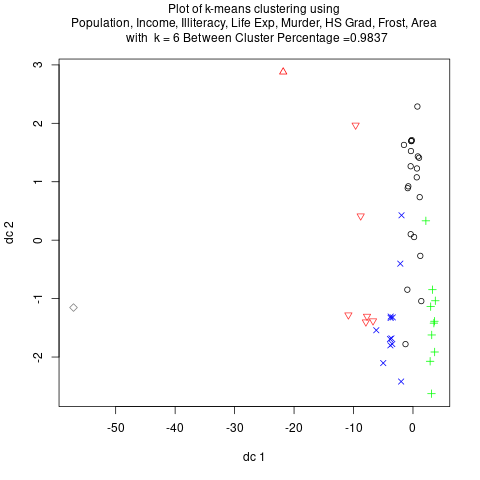 Plot of k-means clustering using
Population, Income, Illiteracy, Life Exp, Murder, HS Grad, Frost, Area
with  k = 6 Between Cluster Percentage =0.9837
3
2
1
0
-1
-2
dc 2
-50
-40
-30
-20
-10
0
dc 1